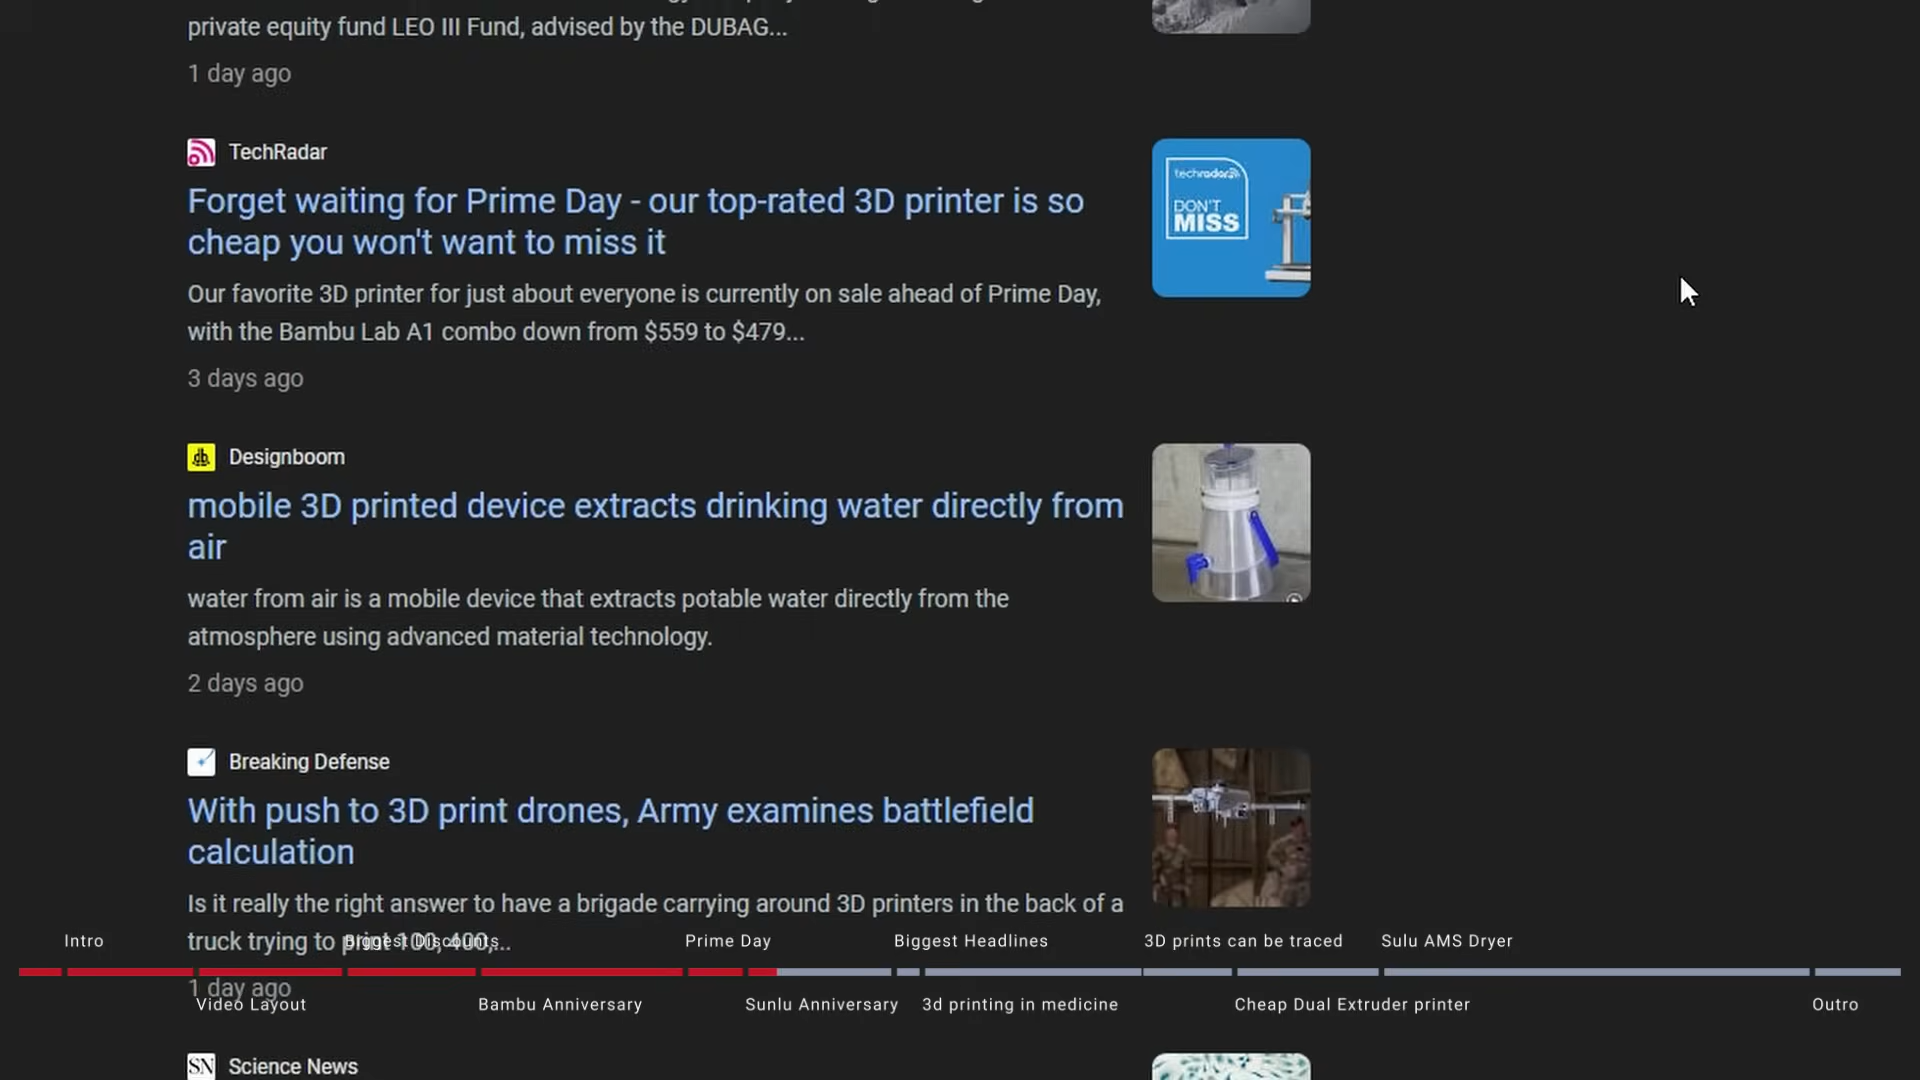 private equity fund LEO III Fund, advised by the DUBAG...
1 day ago
TechRadar
Forget waiting for Prime Day - our top-rated 3D printer is so
cheap you won't want to miss it
Our favorite 3D printer for just about everyone is currently on sale ahead of Prime Day,
with the Bambu Lab A1 combo down from $559 to $479...
3 days ago
techradar
DON'T
MISS
Designboom
mobile 3D printed device extracts drinking water directly from
air
water from air is a mobile device that extracts potable water directly from the
atmosphere using advanced material technology.
2 days ago
Breaking Defense
With push to 3D print drones, Army examines battlefield
calculation
Is it really the right answer to have a brigade carrying around 3D printers in the back of a
truck trying to print 100, 400,...
1 day ago
Intro
Biggest Discounts
Prime Day
Biggest Headlines
3D prints can be traced
Sulu AMS Dryer
Video Layout
Bambu Anniversary
Sunlu Anniversary
3d printing in medicine
Cheap Dual Extruder printer
Outro
SN
Science News